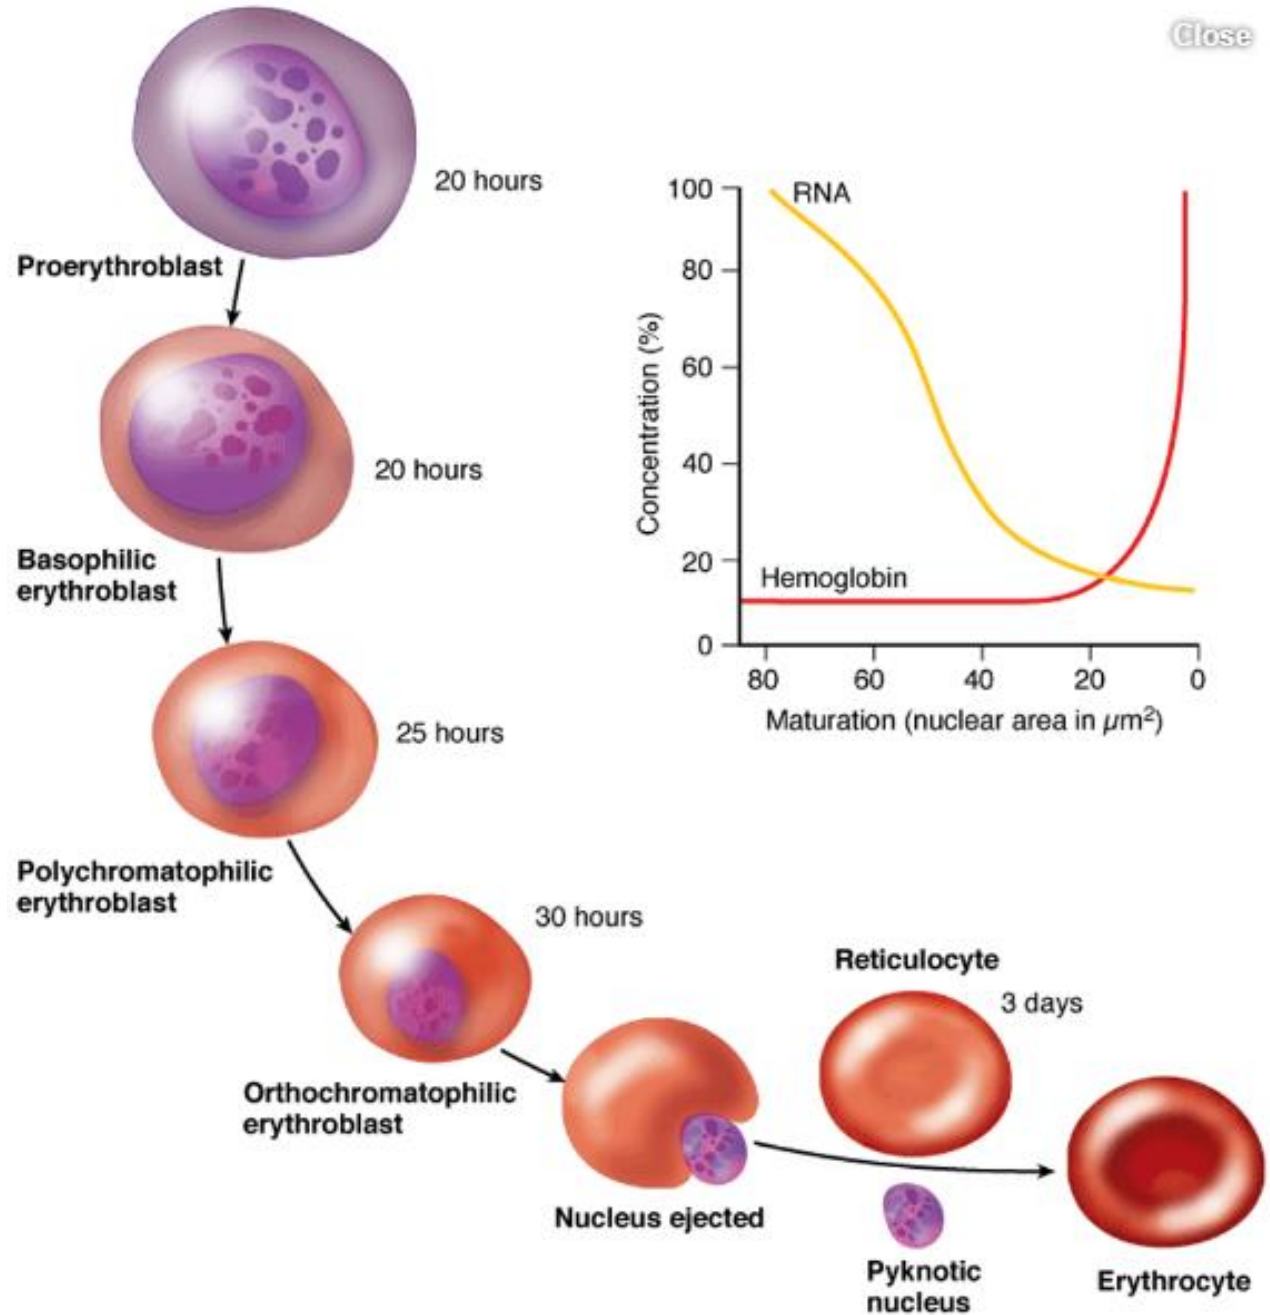 Close
20 hours
Proerythroblast
20 hours
Basophilic
erythroblast
25 hours
Polychromatophilic
erythroblast
30 hours
Orthochromatophilic
erythroblast
Nucleus ejected
Reticulocyte
3 days
Pyknotic
nucleus
Erythrocyte
Concentration (%)
100
80
60
40
20
0
RNA
Hemoglobin
80 60 40 20 0
Maturation (nuclear area in µm²)